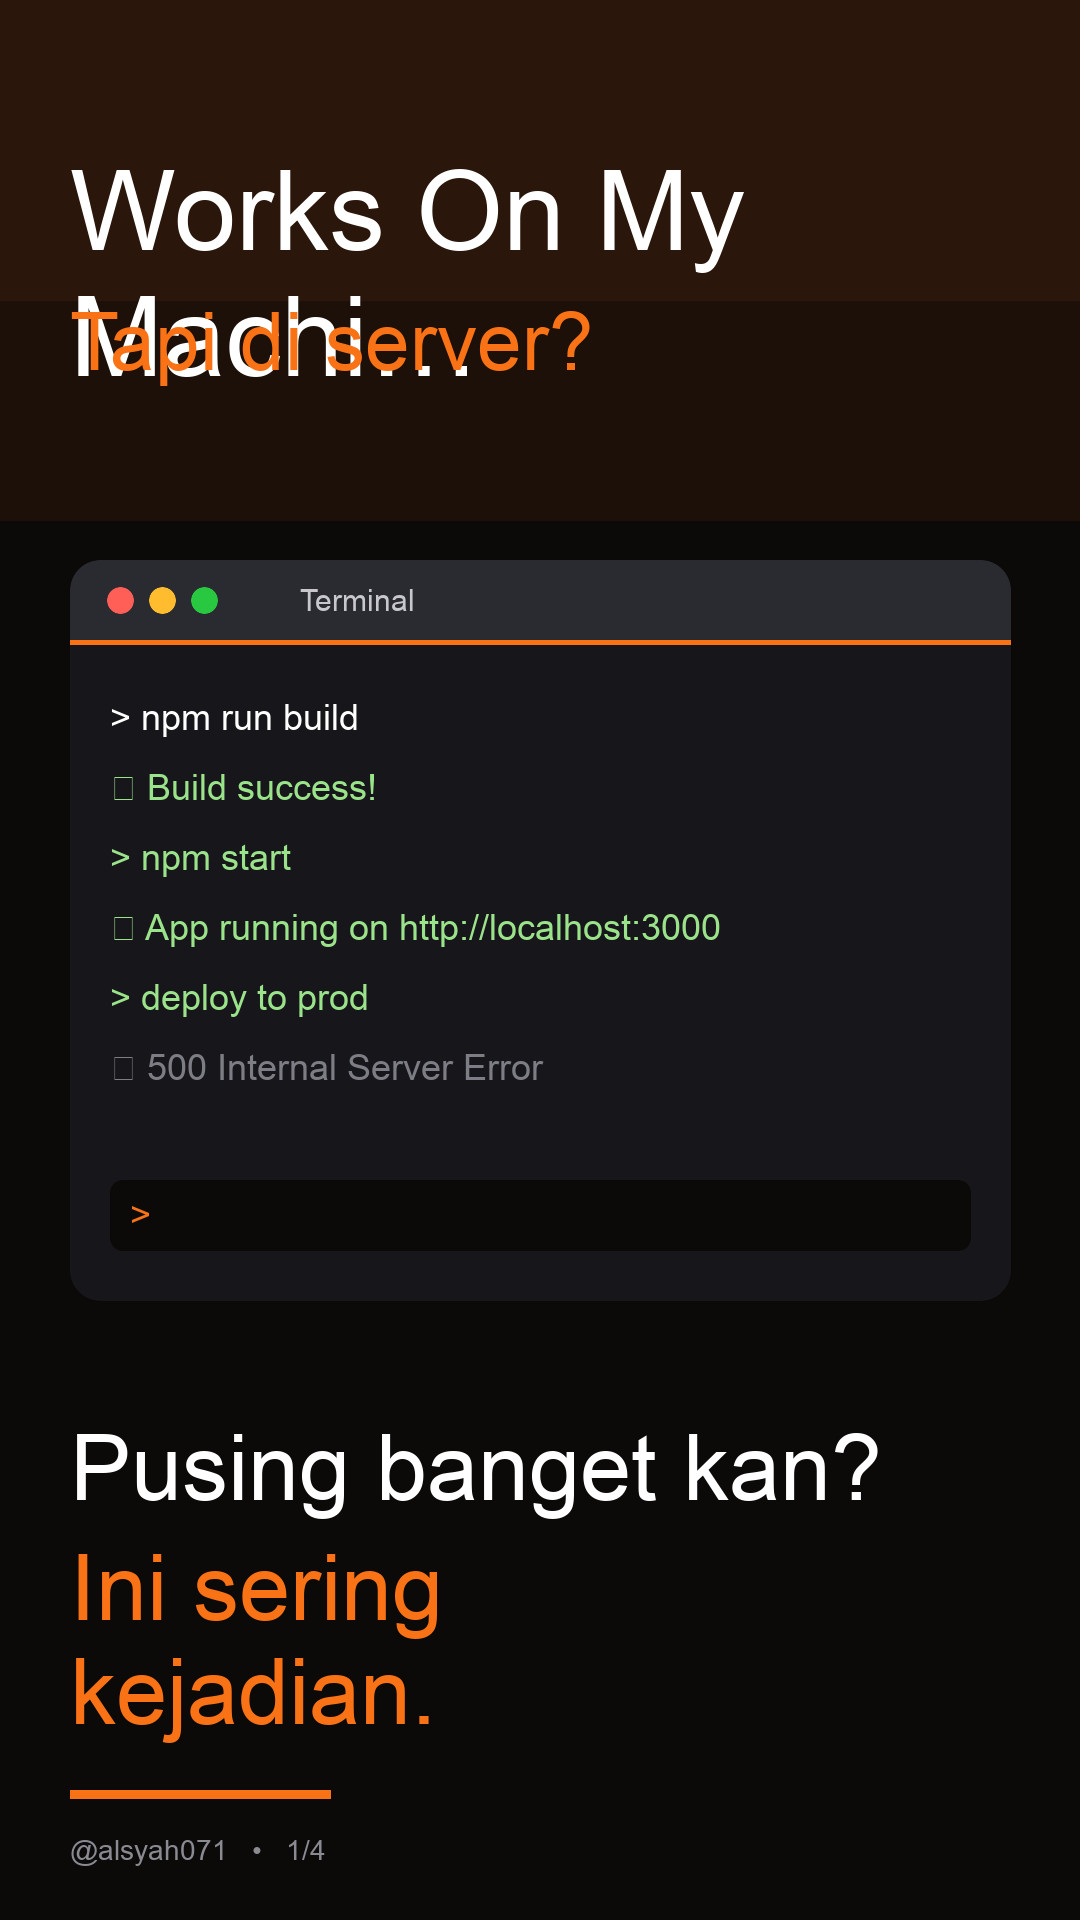 Works On My
Machi...
Tapi di server?
Terminal
> npm run build
□ Build success!
> npm start
□ App running on http://localhost:3000
> deploy to prod
□ 500 Internal Server Error
>
Pusing banget kan?
Ini sering
kejadian.
@alsyah071 • 1/4